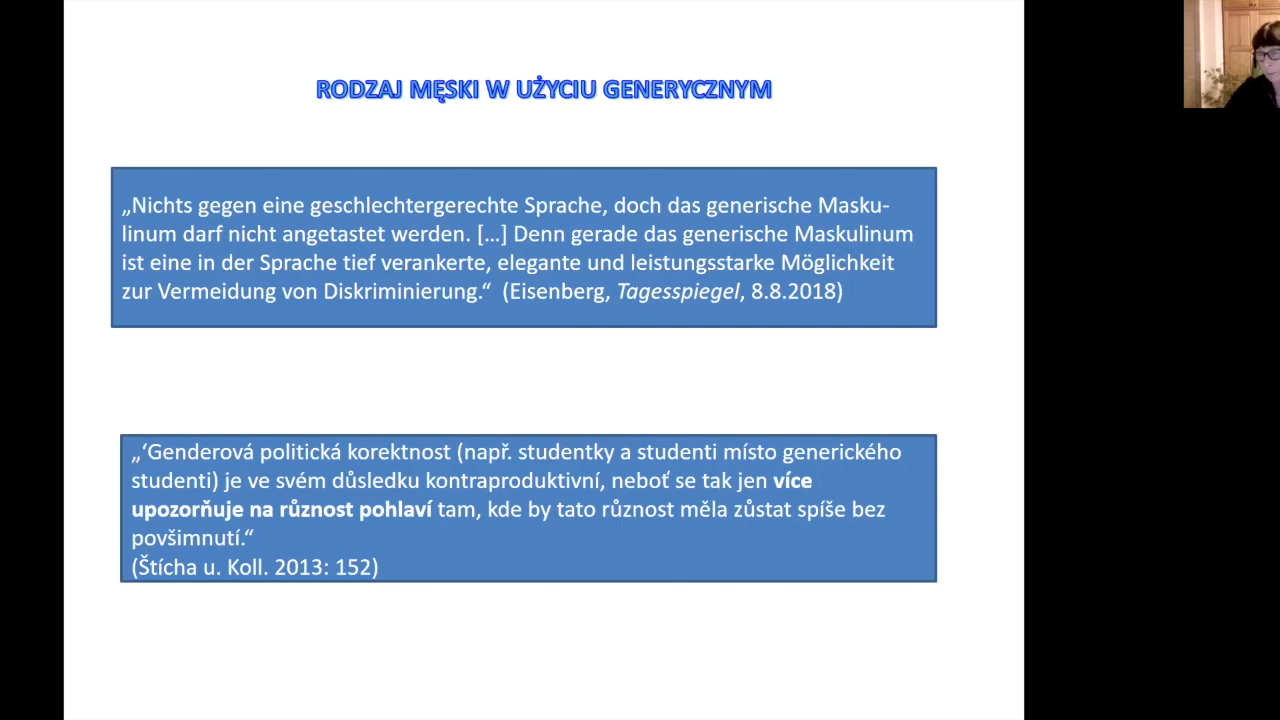 RODZAJ MĘSKI W UŻYCIU GENERYCZNYM
„Nichts gegen eine geschlechtergerechte Sprache, doch das generische Masku-
linum darf nicht angetastet werden. […] Denn gerade das generische Maskulinum
ist eine in der Sprache tief verankerte, elegante und leistungsstarke Möglichkeit
zur Vermeidung von Diskriminierung.“ (Eisenberg, Tagesspiegel, 8.8.2018)
„‘Genderová politická korektnost (např. studentky a studenti místo generického
studenti) je ve svém důsledku kontraproduktivní, neboť se tak jen více
upozorňuje na různost pohlaví tam, kde by tato různost měla zůstat spíše bez
povšimnutí.“
(Štícha u. Koll. 2013: 152)